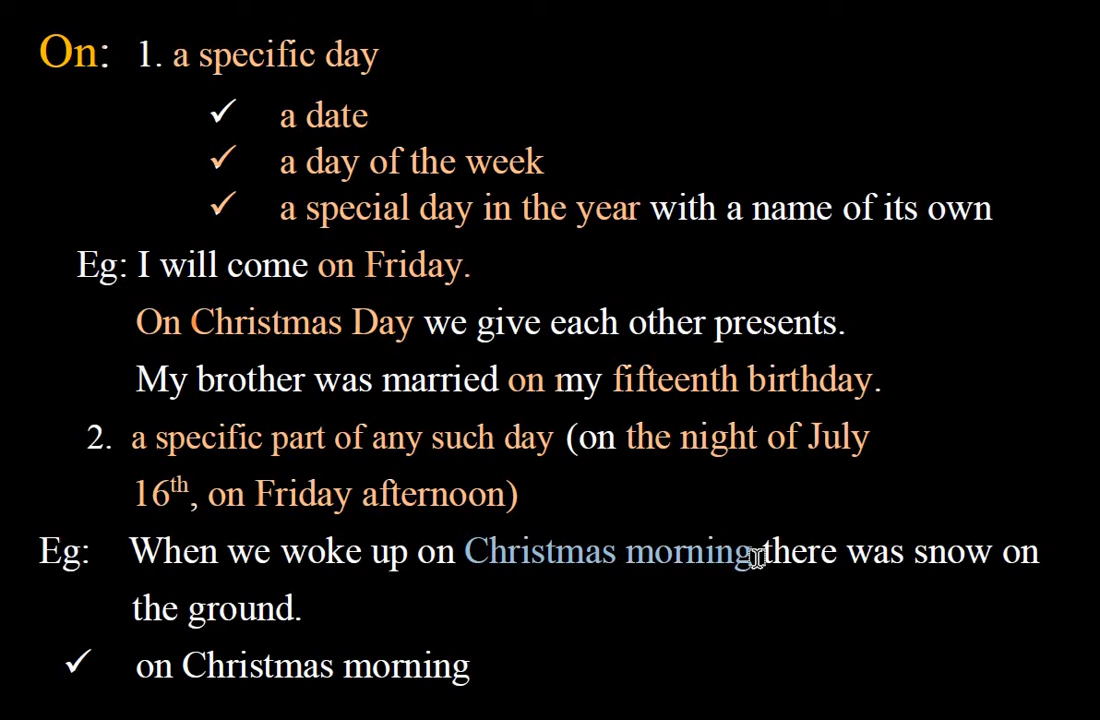 On: 1. a specific day
✓ a date
✓ a day of the week
✓ a special day in the year with a name of its own
Eg: I will come on Friday.
On Christmas Day we give each other presents.
My brother was married on my fifteenth birthday.
2. a specific part of any such day (on the night of July
16th, on Friday afternoon)
Eg: When we woke up on Christmas morning there was snow on
the ground.
✓ on Christmas morning